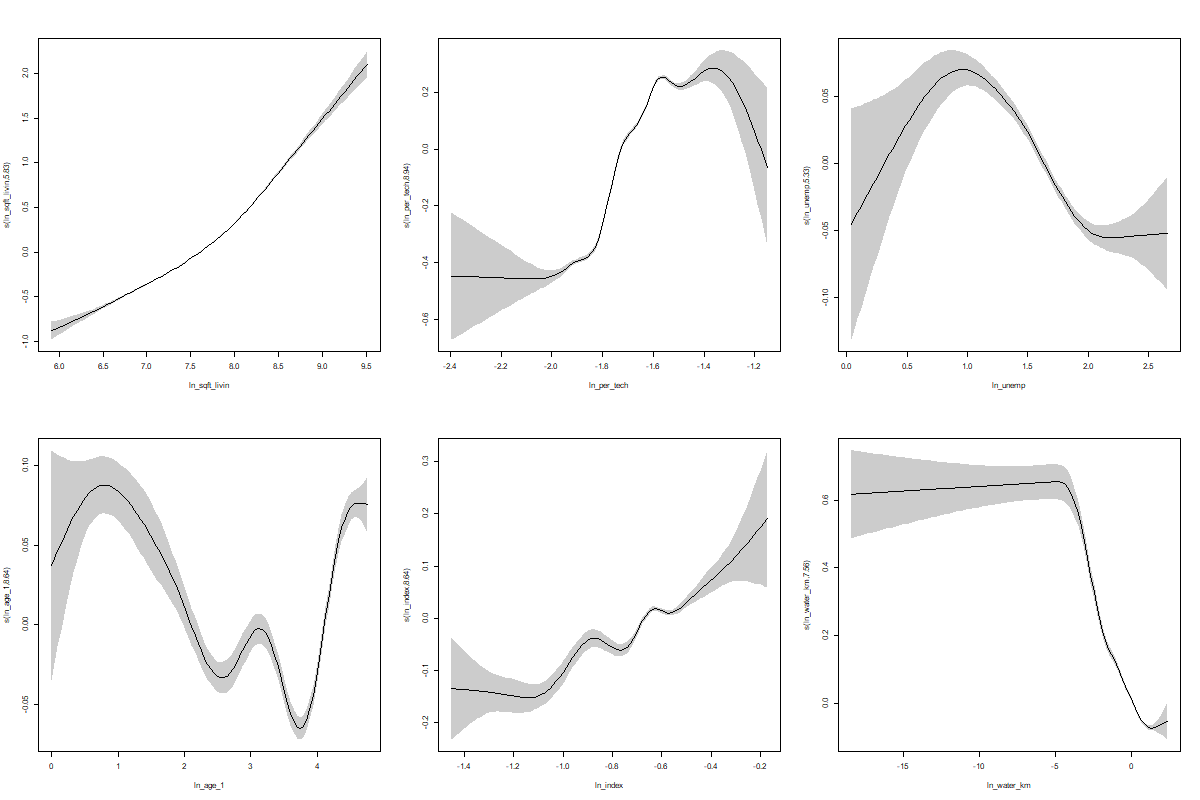 s(ln_sqft_livin,5.83)
2.0
1.5
1.0
0.5
0.0
-0.5
-1.0
6.0 6.5 7.0 7.5 8.0 8.5 9.0 9.5
ln_sqft_livin
s(ln_per_tech,8.94)
0.2
0.0
-0.2
-0.4
-0.6
-2.4 -2.2 -2.0 -1.8 -1.6 -1.4 -1.2
ln_per_tech
s(ln_unemp,5.33)
0.05
0.00
-0.05
-0.10
0.0 0.5 1.0 1.5 2.0 2.5
ln_unemp
s(ln_age_1,8.64)
0.10
0.05
0.00
-0.05
0 1 2 3 4
ln_age_1
s(ln_index,8.64)
0.3
0.2
0.1
0.0
-0.1
-0.2
-1.4 -1.2 -1.0 -0.8 -0.6 -0.4 -0.2
ln_index
s(ln_water_km,7.56)
0.6
0.4
0.2
0.0
-15 -10 -5 0
ln_water_km